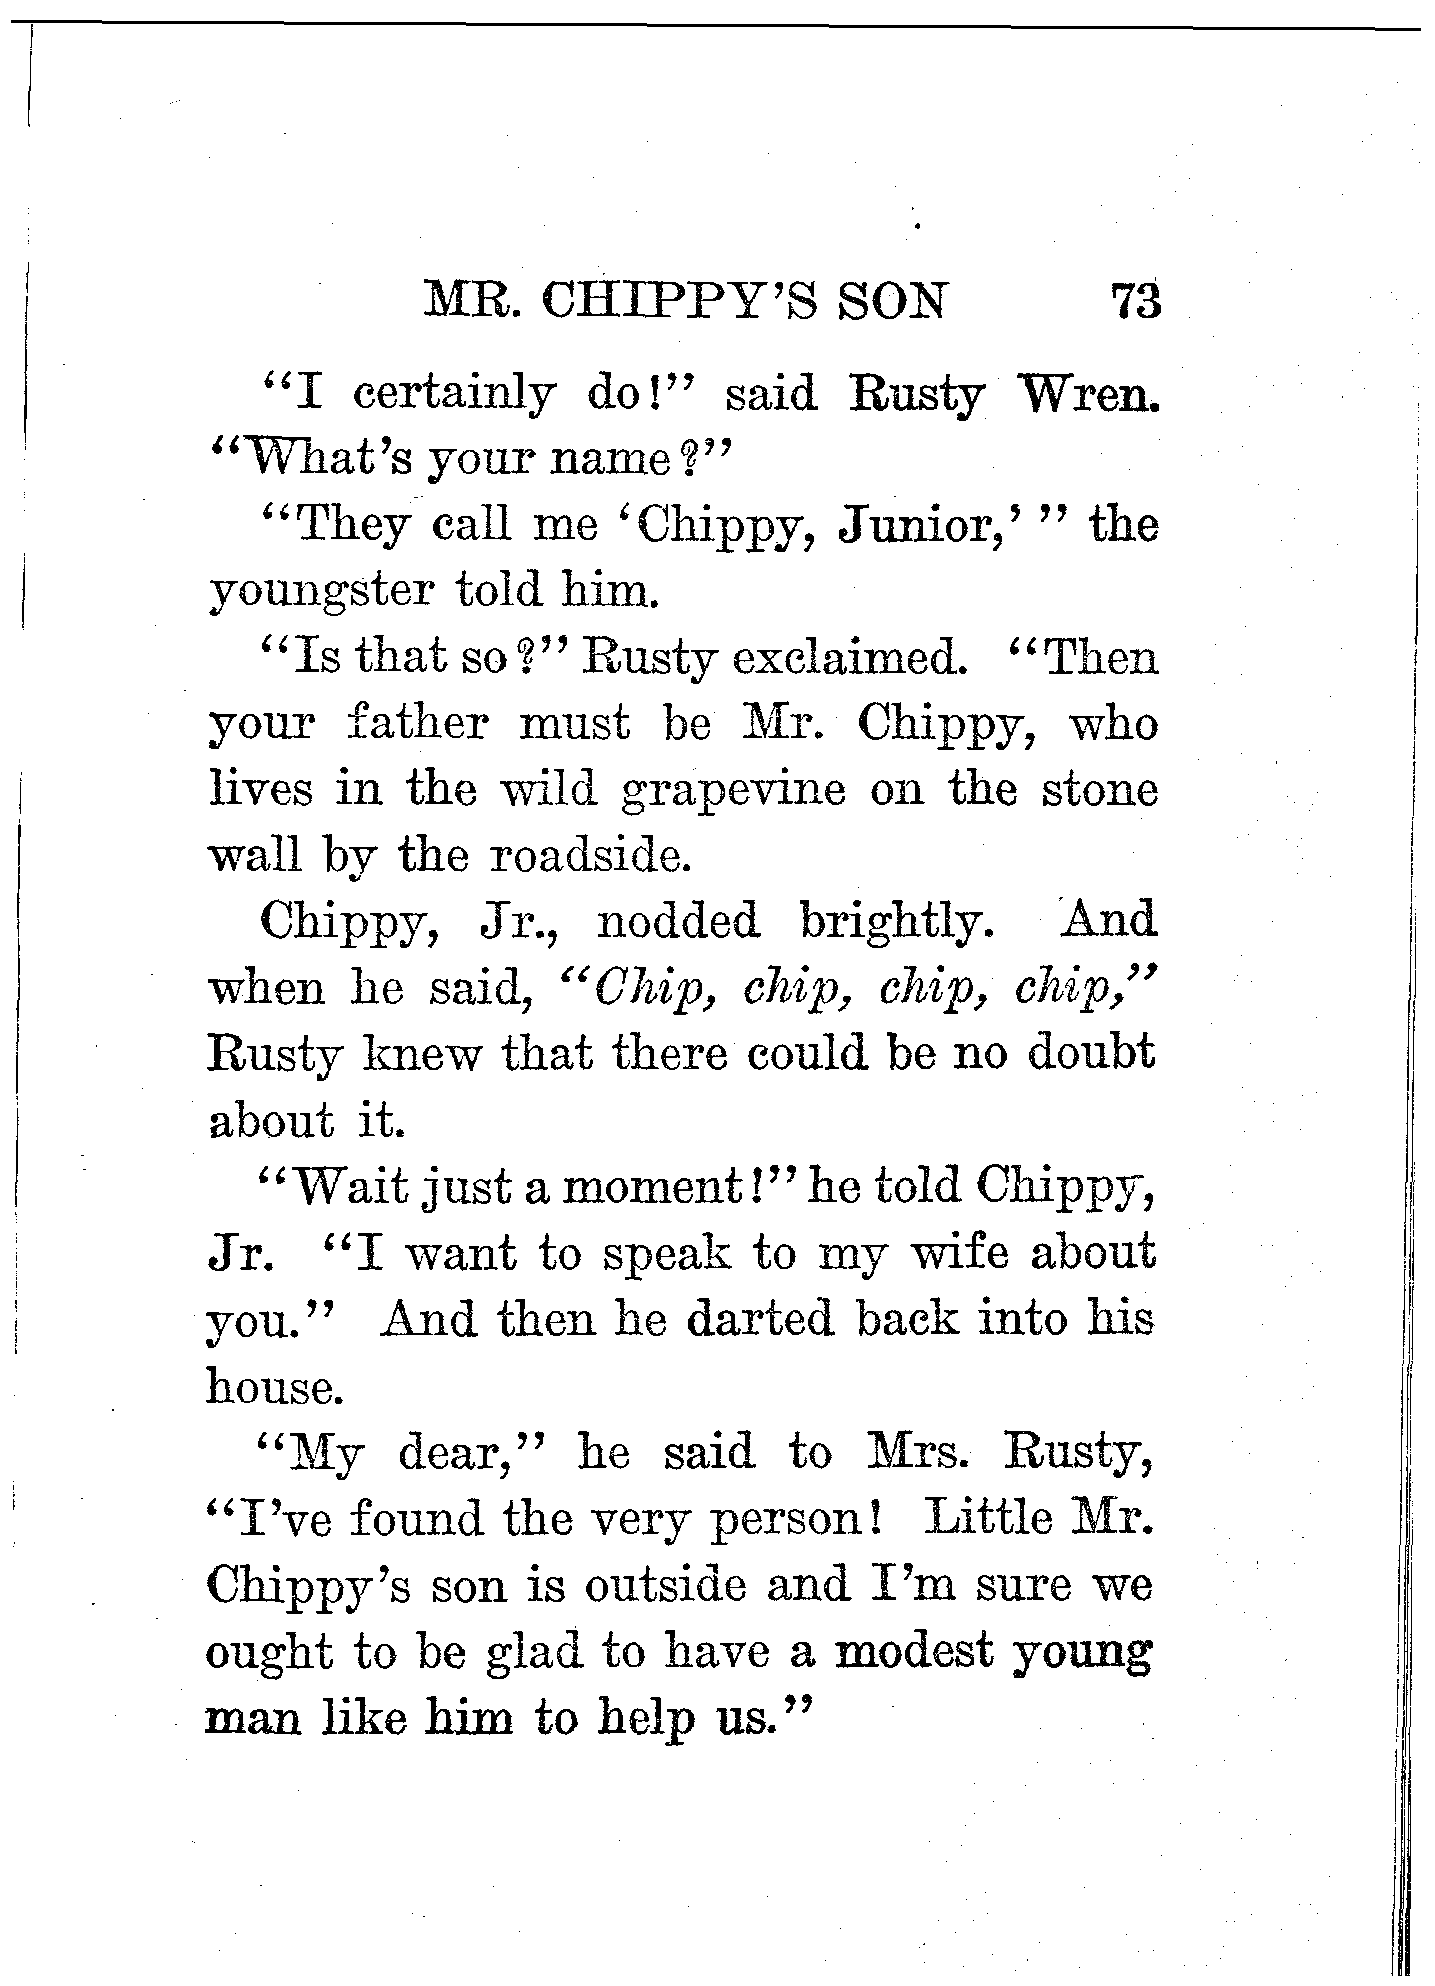 MR. CHIPPY'S SON 73
“I certainly do!” said Rusty Wren.
“What's your name?”
“They call me ‘Chippy, Junior,’ ” the
youngster told him.
“Is that so?” Rusty exclaimed. “Then
your father must be Mr. Chippy, who
lives in the wild grapevine on the stone
wall by the roadside.
Chippy, Jr., nodded brightly. And
when he said, “Chip, chip, chip, chip,”
Rusty knew that there could be no doubt
about it.
“Wait just a moment!” he told Chippy,
Jr. “I want to speak to my wife about
you.” And then he darted back into his
house.
“My dear,” he said to Mrs. Rusty,
“I've found the very person! Little Mr.
Chippy's son is outside and I'm sure we
ought to be glad to have a modest young
man like him to help us.”